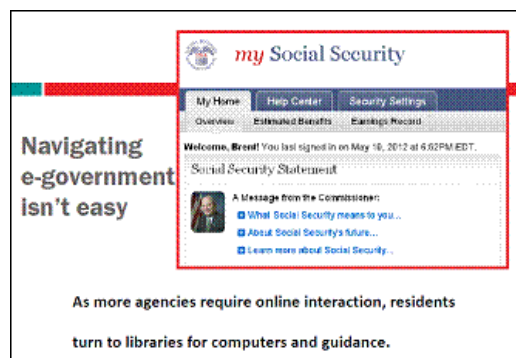 my Social Security
My Home Help Center Security Settings
Overview Estimated Benefits Earnings Record
Welcome, Brent! You last signed in on May 10, 2012 at 6:02PM EDT.
Social Security Statement
A Message from the Commissioner:
What Social Security means to you...
About Social Security's future...
Learn more about Social Security...
Navigating
e-government
isn't easy
As more agencies require online interaction, residents
turn to libraries for computers and guidance.